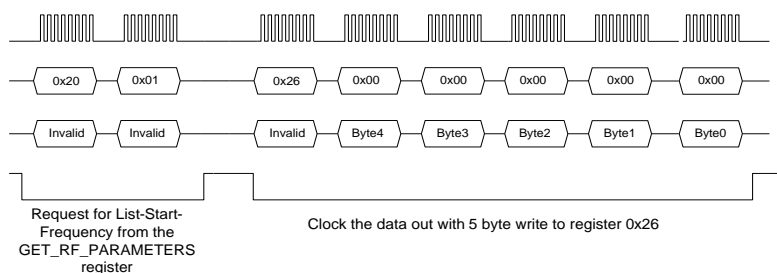 0x20 0x01 0x26 0x00 0x00 0x00 0x00 0x00
Invalid Invalid Invalid Byte4 Byte3 Byte2 Byte1 Byte0
Request for List-Start-
Frequency from the
GET_RF_PARAMETERS
register
Clock the data out with 5 byte write to register 0x26